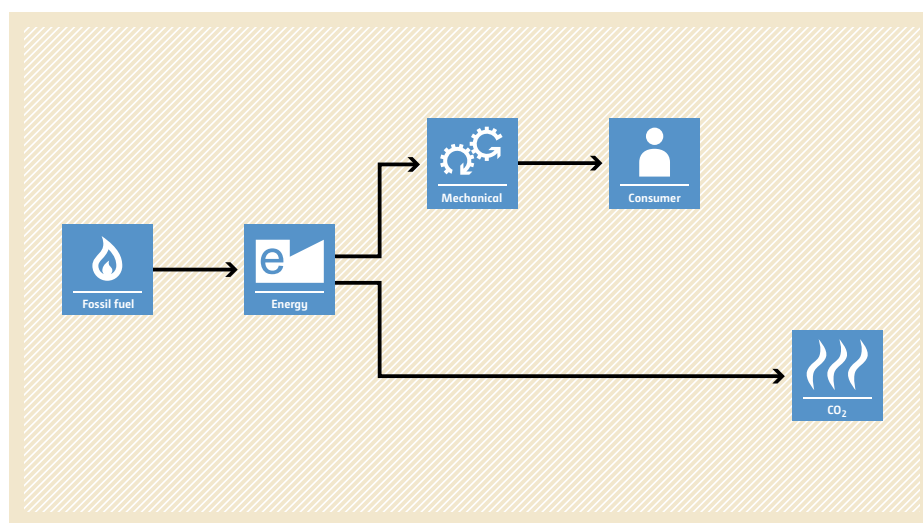 Mechanical
Consumer
Fossil fuel
e
Energy
CO₂